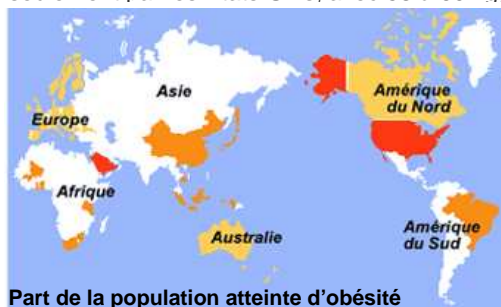 Asie
Amérique
du Nord
Europe
Afrique
Australie
Amérique
du Sud
Part de la population atteinte d'obésité